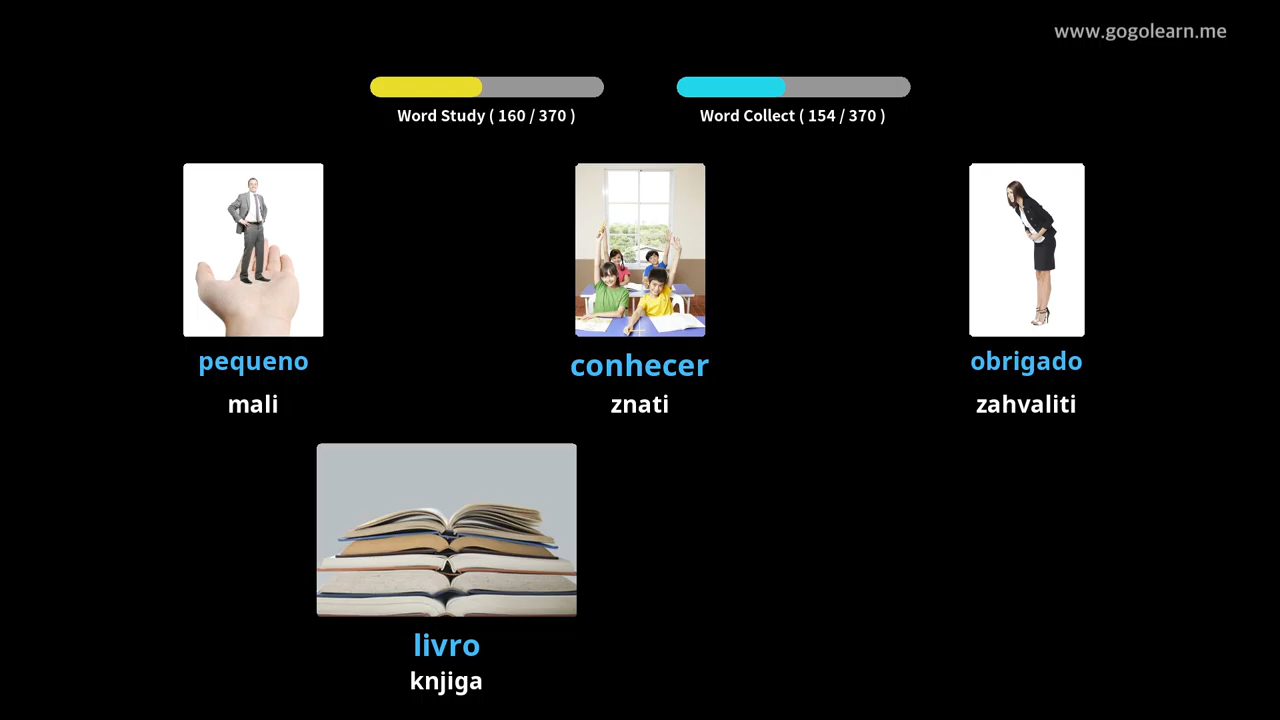 www.gogolearn.me
Word Study ( 160 / 370 )
Word Collect ( 154 / 370 )
pequeno
conhecer
obrigado
mali
znati
zahvaliti
livro
knjiga